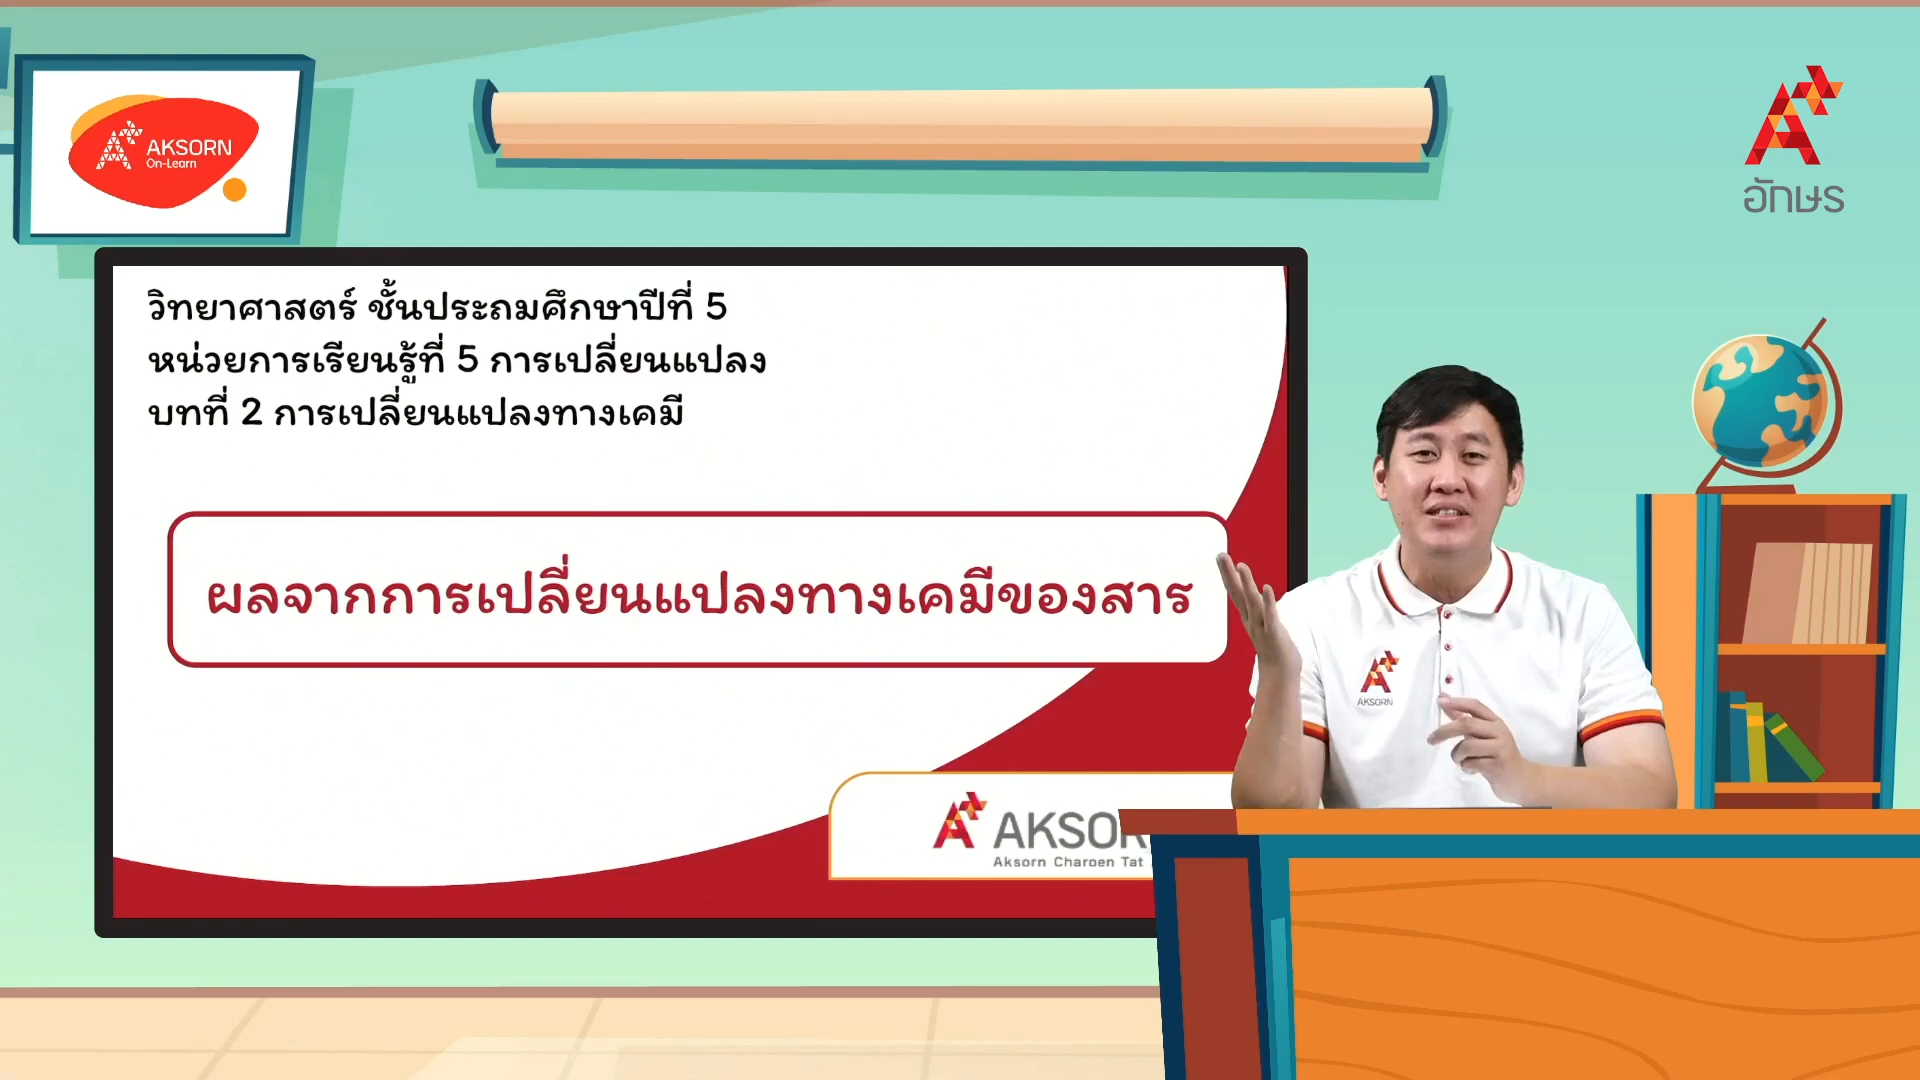 AKSORN
On-Learn
อักษร
วิทยาศาสตร์ ชั้นประถมศึกษาปีที่ 5
หน่วยการเรียนรู้ที่ 5 การเปลี่ยนแปลง
บทที่ 2 การเปลี่ยนแปลงทางเคมี
ผลจากการเปลี่ยนแปลงทางเคมีของสาร
AKSORN
AKSOR
Aksorn Charoen Tat